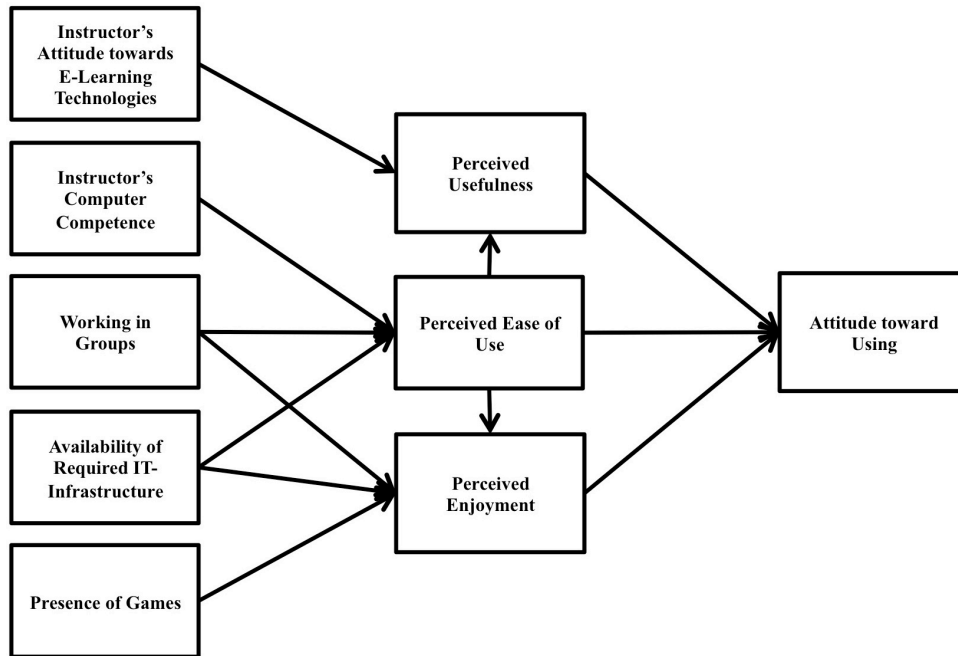 Instructor's
Attitude towards
E-Learning
Technologies
Instructor's
Computer
Competence
Working in
Groups
Availability of
Required IT-
Infrastructure
Presence of Games
Perceived
Usefulness
Perceived Ease of
Use
Perceived
Enjoyment
Attitude toward
Using